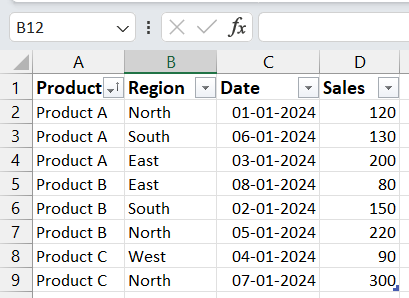 B12 fx
A B C D
1 Product Region Date Sales
2 Product A North 01-01-2024 120
3 Product A South 06-01-2024 130
4 Product A East 03-01-2024 200
5 Product B East 08-01-2024 80
6 Product B South 02-01-2024 150
7 Product B North 05-01-2024 220
8 Product C West 04-01-2024 90
9 Product C North 07-01-2024 300